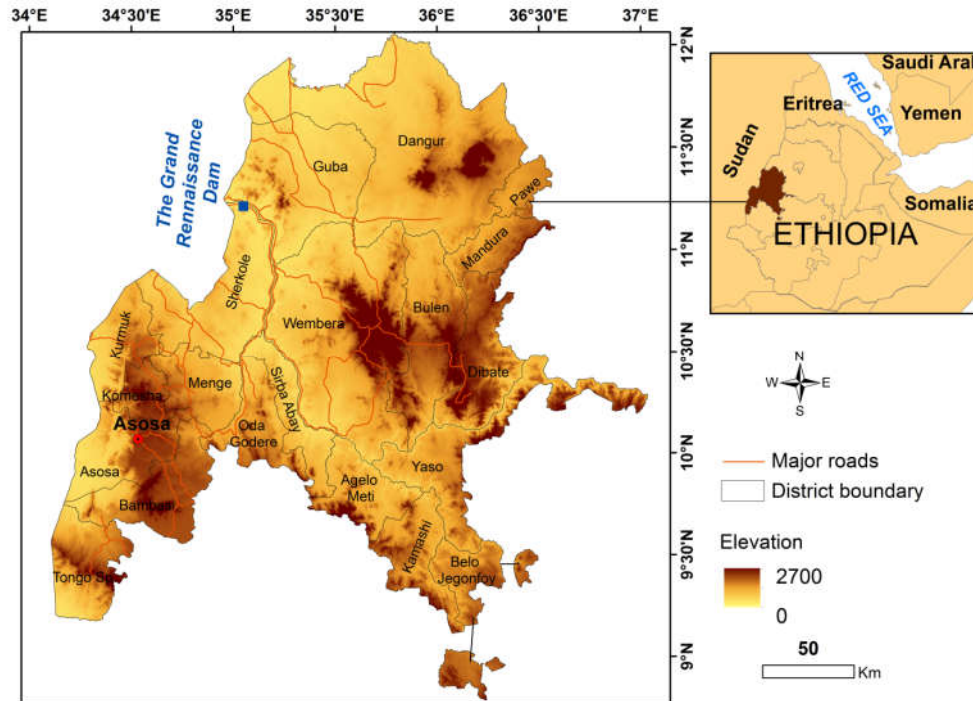 34°E
34°30'E
35°E
35°30'E
36°E
36°30'E
37°E
12°N
11°30'N
11°N
10°30'N
10°N
9°30'N
9°N
The Grand
Rennaissance
Dam
Guba
Dangur
Pawe
Mandura
Sherkole
Wembera
Bulen
Dibate
Kurmuk
Komosha
Menge
Sirba Abay
Oda
Godere
Asosa
Asosa
Bambasi
Agelo
Meti
Yaso
Kamashi
Belo
Jegonfoy
Tongo Sp
Saudi Arab
Eritrea
RED SEA
Yemen
Sudan
Somalia
ETHIOPIA
N
W
E
S
Major roads
District boundary
Elevation
2700
0
50
Km